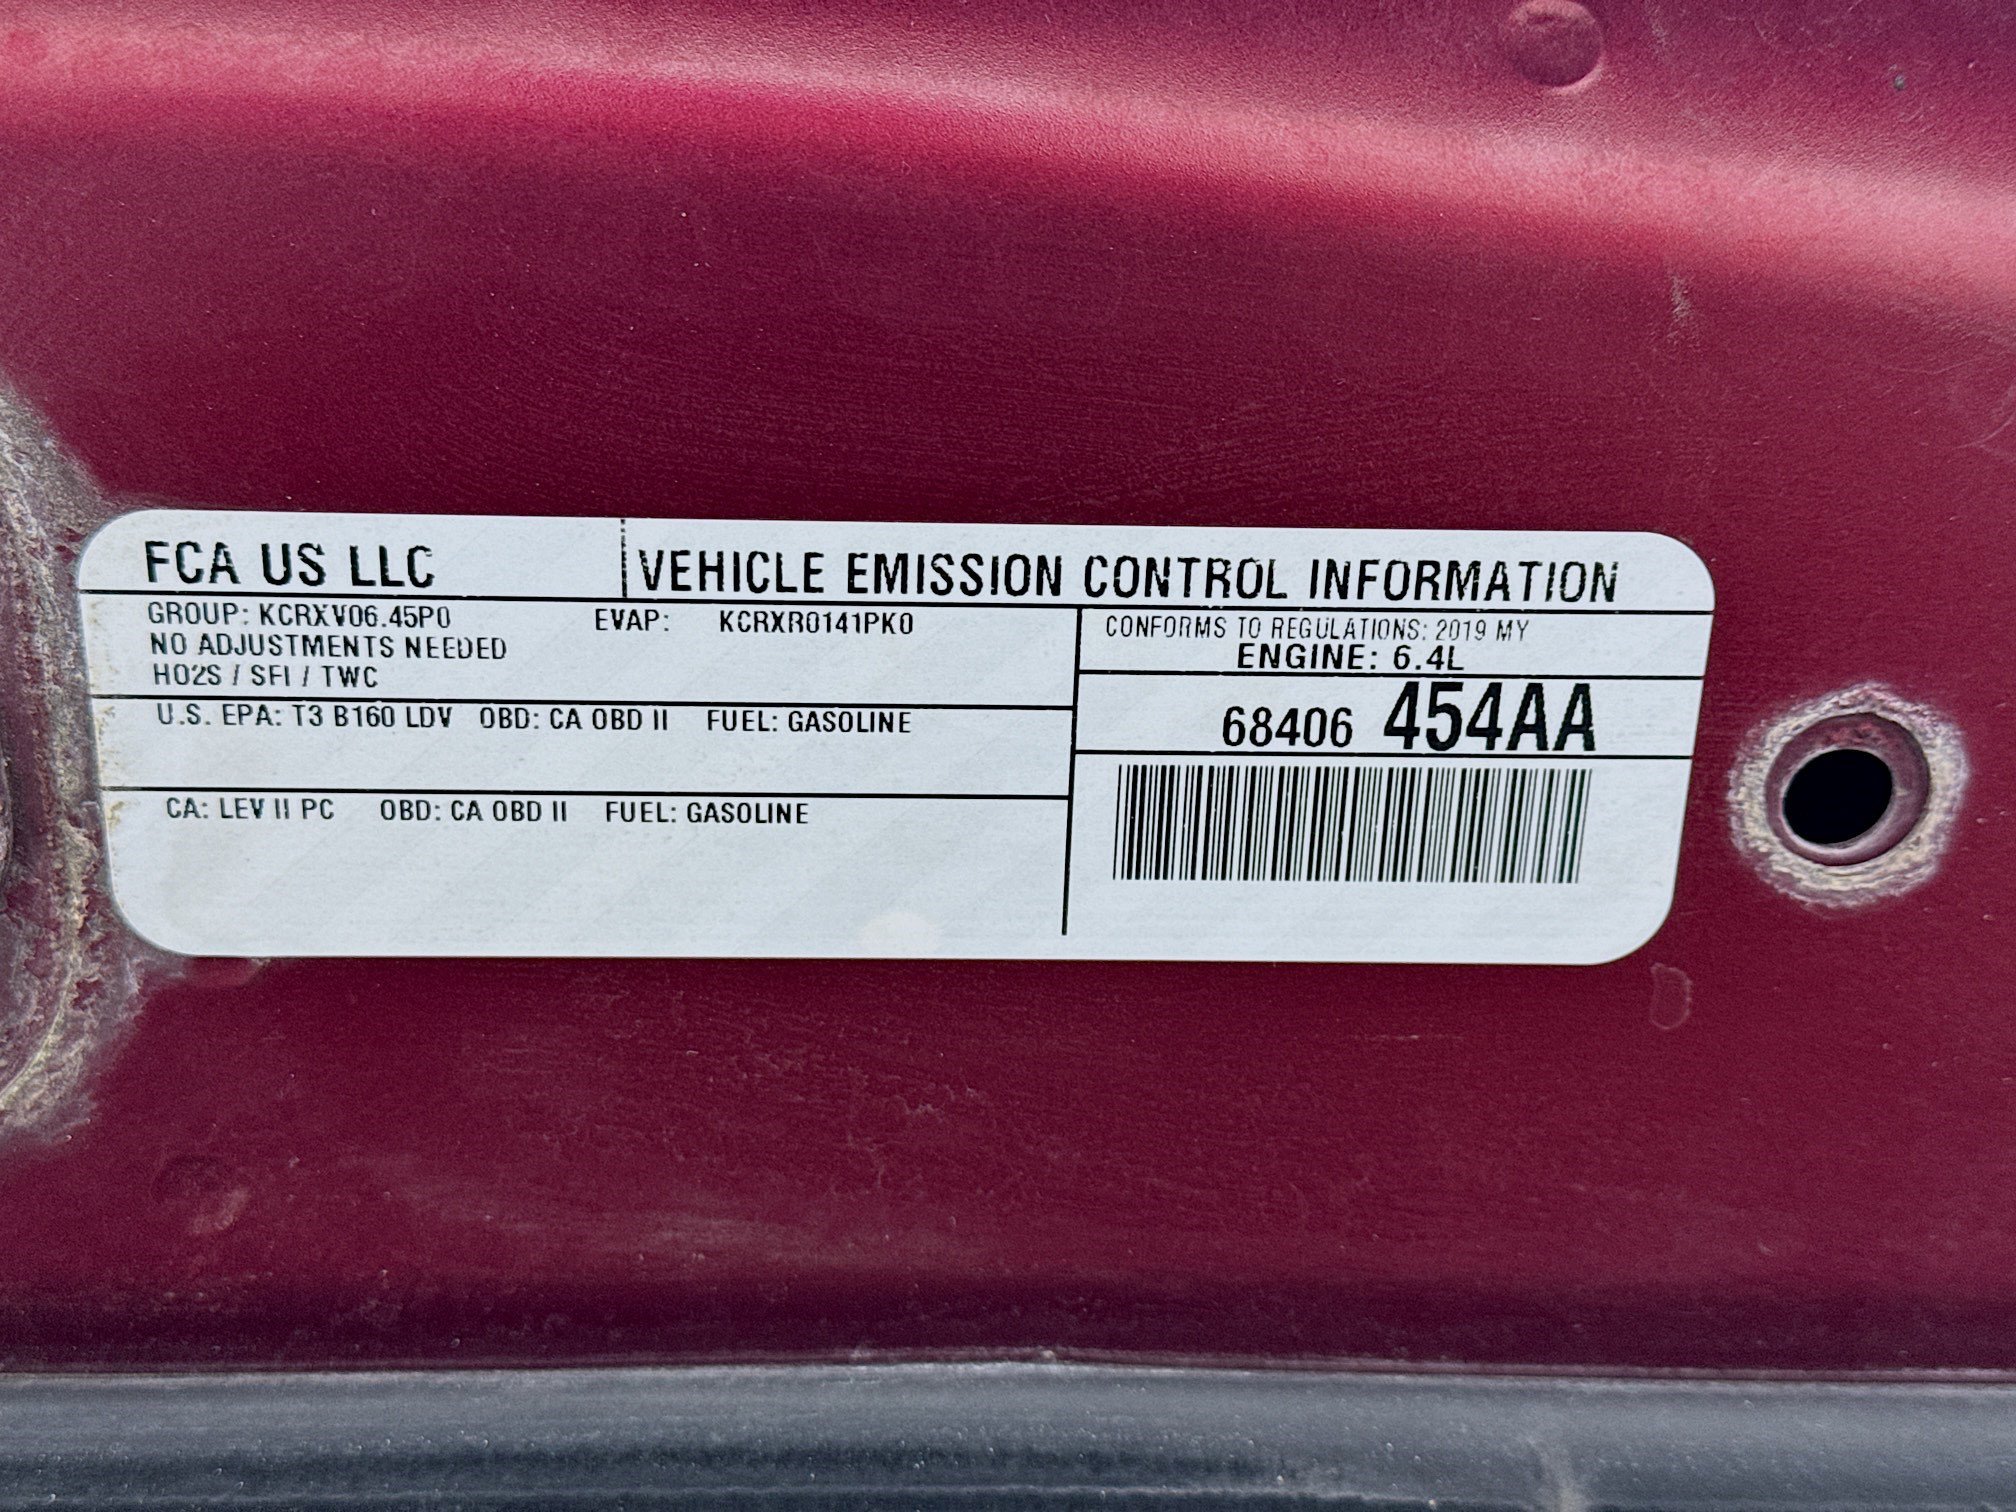 FCA US LLC
VEHICLE EMISSION CONTROL INFORMATION
GROUP: KCRXV06.45P0 EVAP: KCRXR0141PK0
NO ADJUSTMENTS NEEDED
HO2S / SFI / TWC
CONFORMS TO REGULATIONS: 2019 MY
ENGINE: 6.4L
U.S. EPA: T3 B160 LDV OBD: CA OBD II FUEL: GASOLINE
68406 454AA
CA: LEV II PC OBD: CA OBD II FUEL: GASOLINE